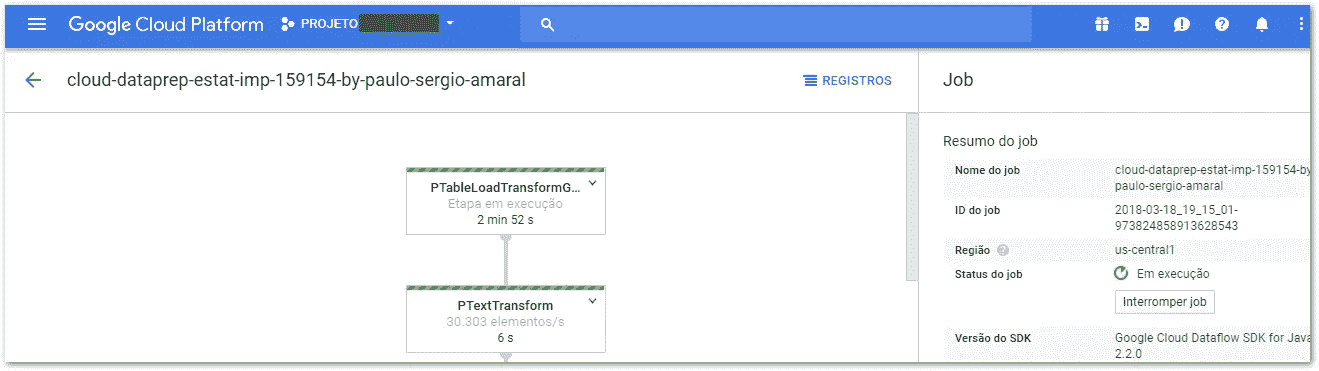 Google Cloud Platform
PROJETO
cloud-dataprep-estat-imp-159154-by-paulo-sergio-amaral
REGISTROS
PTableLoadTransformG...
Etapa em execução
2 min 52 s
PTextTransform
30.303 elementos/s
6 s
Job
Resumo do job
Nome do job
cloud-dataprep-estat-imp-159154-by
paulo-sergio-amaral
ID do job
2018-03-18_19_15_01-
973824858913628543
Região
us-central1
Status do job
Em execução
Interromper job
Versão do SDK
Google Cloud Dataflow SDK for Java
2.2.0